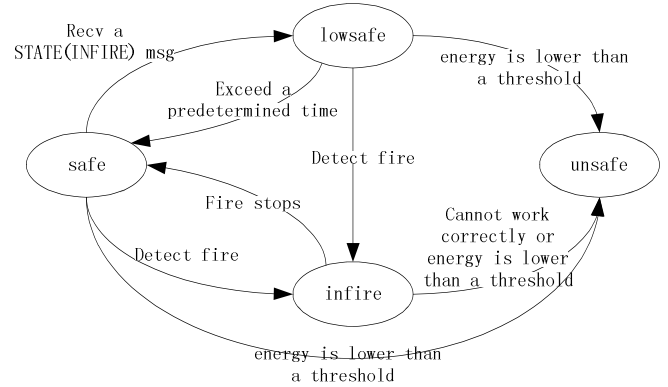 Recv a
STATE(INFIRE) msg
lowsafe
energy is lower than
a threshold
Exceed a
predetermined time
safe
Detect fire
unsafe
Fire stops
Cannot work
correctly or
energy is lower
than a threshold
Detect fire
infire
energy is lower than
a threshold